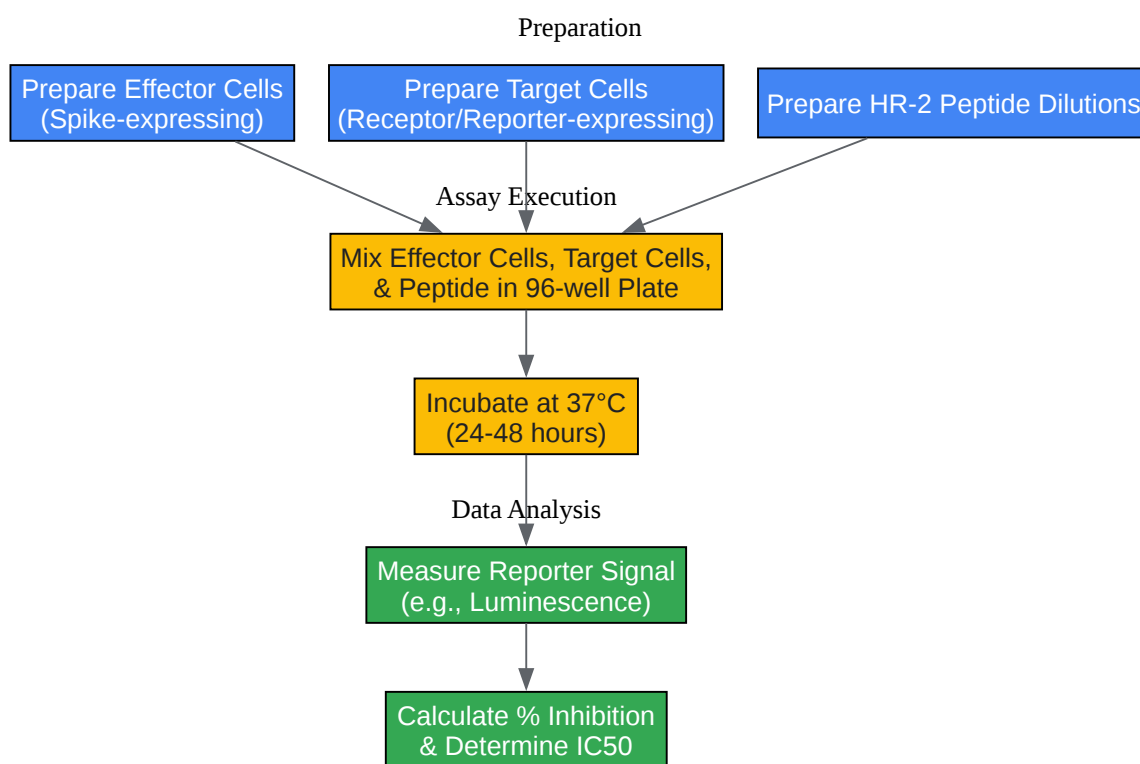 Preparation
Prepare Effector Cells
(Spike-expressing)
Prepare Target Cells
(Receptor/Reporter-expressing)
Prepare HR-2 Peptide Dilutions
Assay Execution
Mix Effector Cells, Target Cells,
& Peptide in 96-well Plate
Incubate at 37°C
(24-48 hours)
Data Analysis
Measure Reporter Signal
(e.g., Luminescence)
Calculate % Inhibition
& Determine IC50